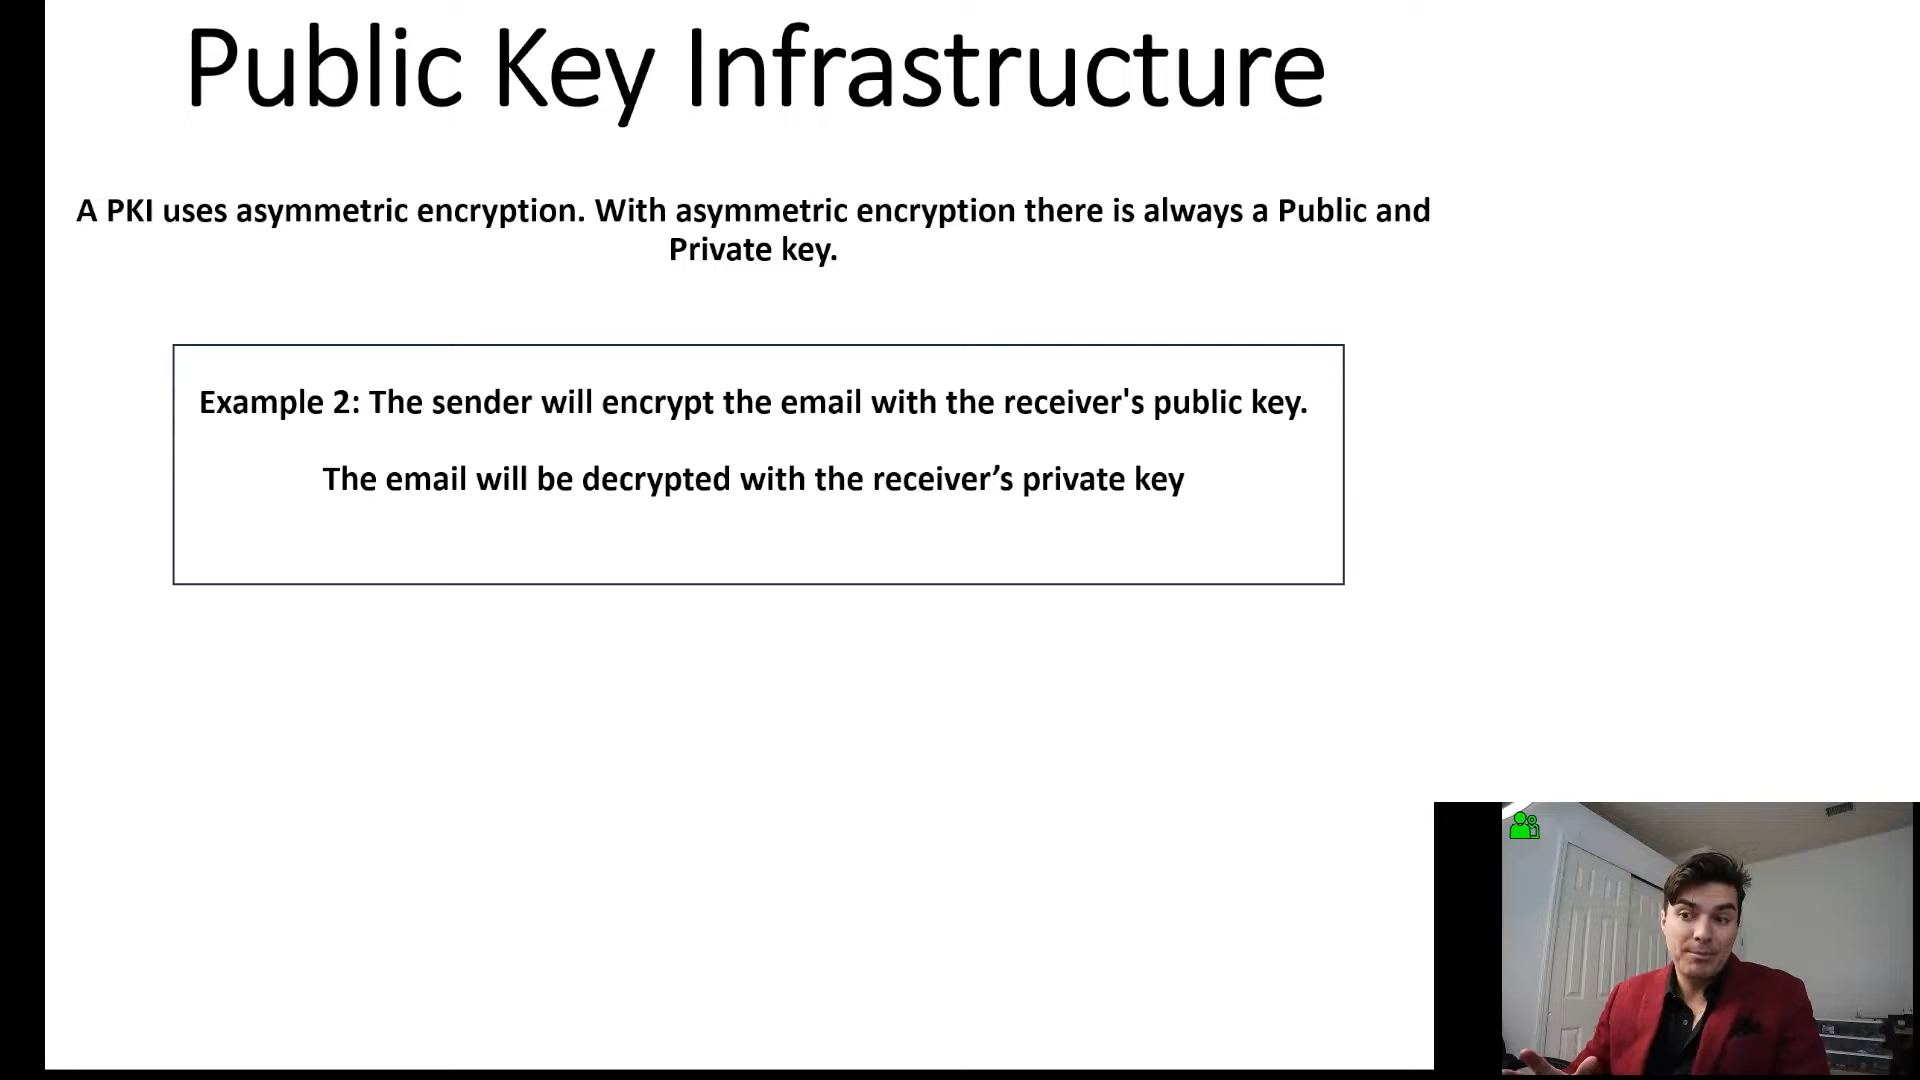 Public Key Infrastructure
A PKI uses asymmetric encryption. With asymmetric encryption there is always a Public and
Private key.
Example 2: The sender will encrypt the email with the receiver's public key.
The email will be decrypted with the receiver’s private key